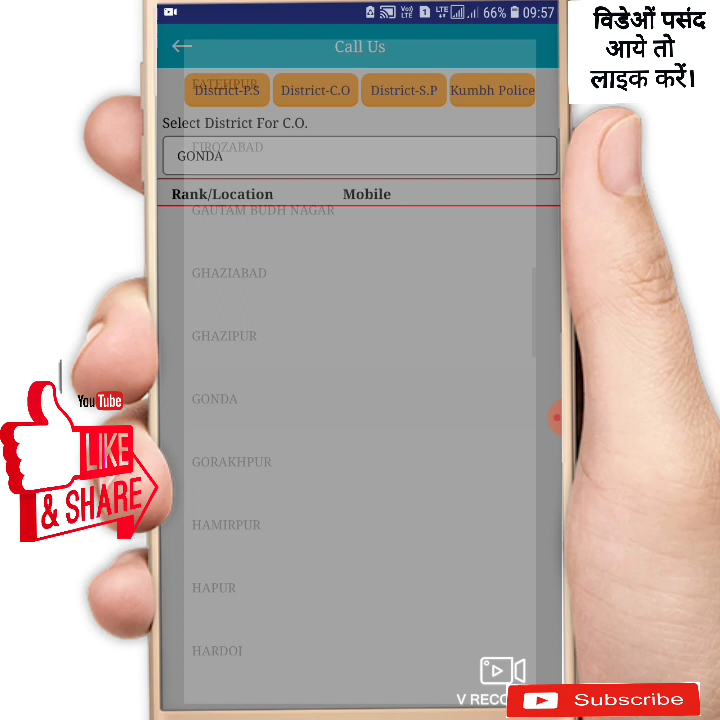 66% 09:57
Call Us
FATEHPUR
District-P.S District-C.O District-S.P Kumbh Police
Select District For C.O.
FIROZABAD
GONDA
Rank/Location Mobile
GAUTAM BUDH NAGAR
GHAZIABAD
GHAZIPUR
GONDA
GORAKHPUR
HAMIRPUR
HAPUR
HARDOI
विडेओं पसंद
आये तो
लाइक करें।
YouTube
LIKE
& SHARE
Subscribe